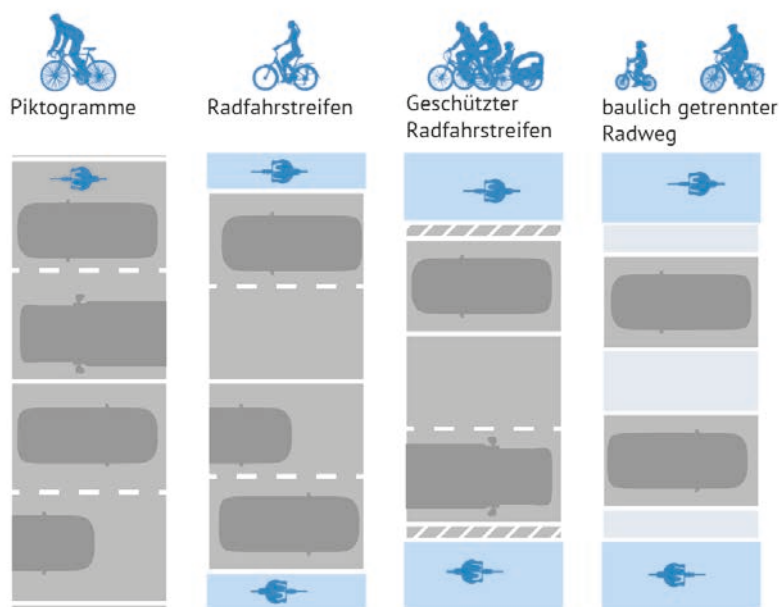 Piktogramme
Radfahrstreifen
Geschützter
Radfahrstreifen
baulich getrennter
Radweg